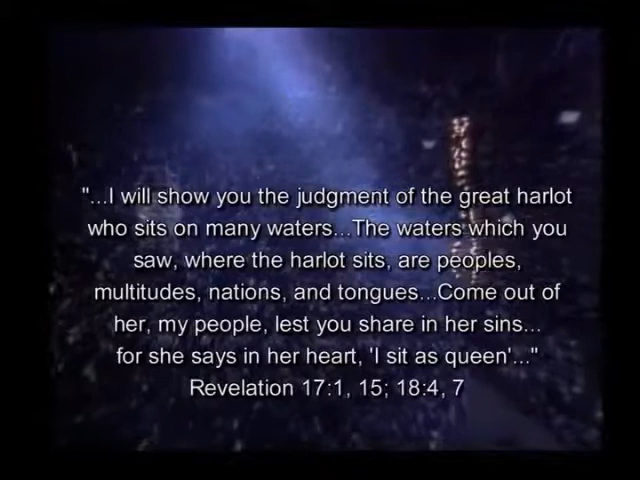 "...I will show you the judgment of the great harlot
who sits on many waters...The waters which you
saw, where the harlot sits, are peoples,
multitudes, nations, and tongues...Come out of
her, my people, lest you share in her sins...
for she says in her heart, 'I sit as queen'..."
Revelation 17:1, 15; 18:4, 7